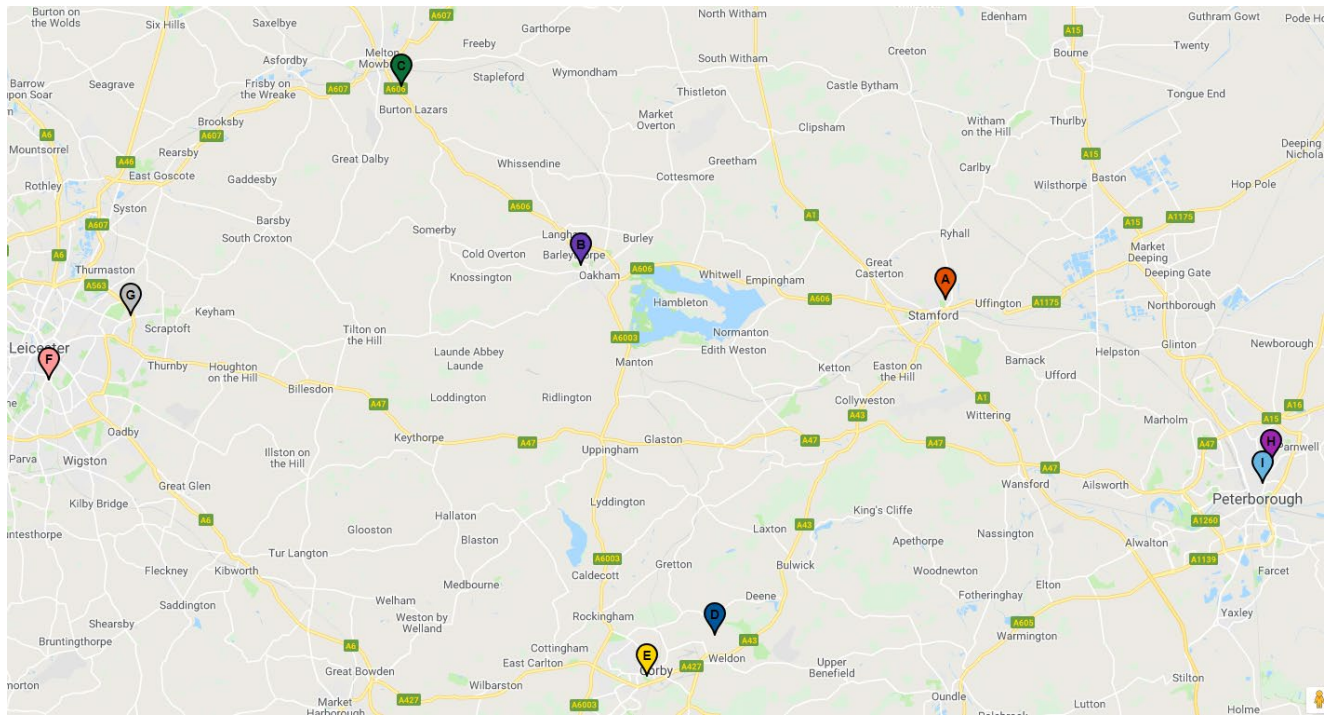 Burton on
the Wolds
Six Hills
Saxelbye
A607
Garthorpe
North Witham
Edenham
A15
Guthram Gowt
Asfordby
Melton
Mowbray
C
Freeby
Wymondham
South Witham
Creeton
Bourne
Twenty
Barrow
upon Soar
Seagrave
Frisby on
the Wreake
A607
A606
Stapleford
Thistleton
Castle Bytham
Tongue End
Burton Lazars
Brooksby
A607
Market
Overton
Clipsham
Witham
on the Hill
Thurlby
A6
Mountsorrel
Rearsby
A46
Great Dalby
Whissendine
Greetham
A15
Deeping
Rothley
East Goscote
Gaddesby
Cottesmore
Carlby
Wilsthorpe
Baston
Hop Pole
Syston
Barsby
A606
A1
A1175
A607
South Croxton
Somerby
Langham
Burley
Ryhall
A15
A6
B
Cold Overton
Barleythorpe
Market
Deeping
Thurmaston
Knossington
Oakham
A606
Whitwell
Empingham
Great
Casterton
A
Deeping Gate
A563
G
Hambleton
A606
Uffington
A1175
Northborough
Keyham
Stamford
Scraptoft
Tilton on
the Hill
Normanton
A6003
Leicester
F
Launde Abbey
Launde
Edith Weston
Helpston
Glinton
Newborough
Thurnby
Houghton
on the Hill
Manton
Ketton
Easton on
the Hill
Barnack
Ufford
Billesdon
Loddington
Ridlington
Collyweston
A1
A47
A43
Wittering
Marholm
A16
A15
Oadby
Keythorpe
A47
Glaston
A47
A47
A47
H
Uppingham
Illston on
the Hill
A47
I
Wigston
Great Glen
Wansford
Ailsworth
Peterborough
Kilby Bridge
Lyddington
King's Cliffe
A6
Hallaton
A1260
Glooston
Blaston
Laxton
A43
Apethorpe
Nassington
Alwalton
Tur Langton
A6003
A1139
Fleckney
Kibworth
Caldecott
Gretton
Bulwick
Woodnewton
Elton
Farcet
Medbourne
Fotheringhay
Saddington
Welham
Deene
Shearsby
Weston by
Welland
Rockingham
D
A605
Yaxley
Bruntingthorpe
Warmington
A6
Cottingham
E
A43
Great Bowden
East Carlton
Corby
A427
Weldon
Upper
Benefield
Stilton
Wilbarston
Market
Harborough
A427
A6003
Oundle
Holme